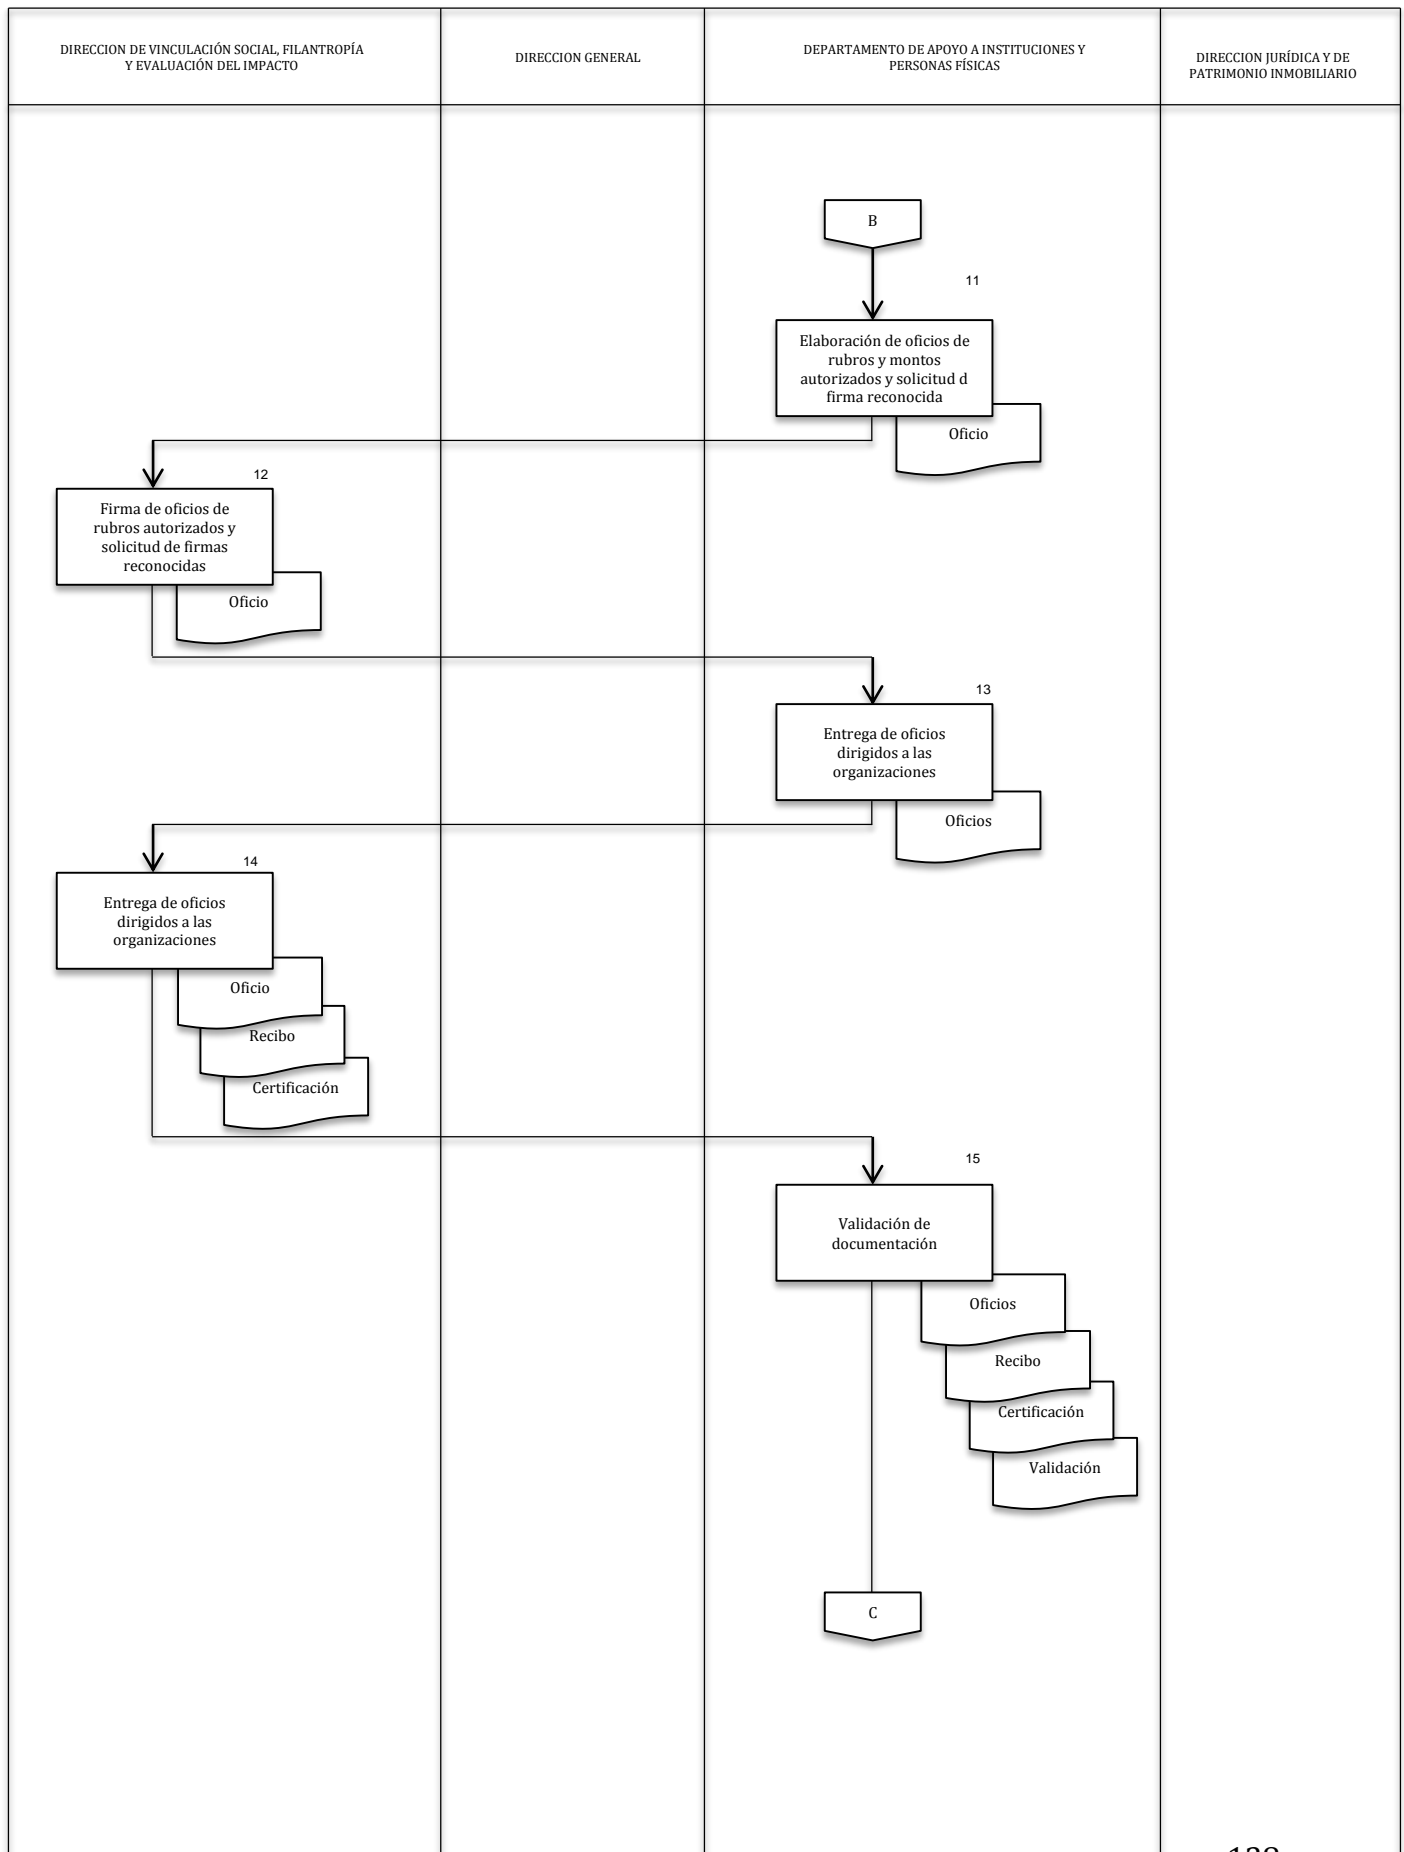 DIRECCION DE VINCULACIÓN SOCIAL, FILANTROPÍA
Y EVALUACIÓN DEL IMPACTO
DIRECCION GENERAL
DEPARTAMENTO DE APOYO A INSTITUCIONES Y
PERSONAS FÍSICAS
DIRECCION JURÍDICA Y DE
PATRIMONIO INMOBILIARIO
B
11
Elaboración de oficios de
rubros y montos
autorizados y solicitud d
firma reconocida
Oficio
12
Firma de oficios de
rubros autorizados y
solicitud de firmas
reconocidas
Oficio
13
Entrega de oficios
dirigidos a las
organizaciones
Oficios
14
Entrega de oficios
dirigidos a las
organizaciones
Oficio
Recibo
Certificación
15
Validación de
documentación
Oficios
Recibo
Certificación
Validación
C